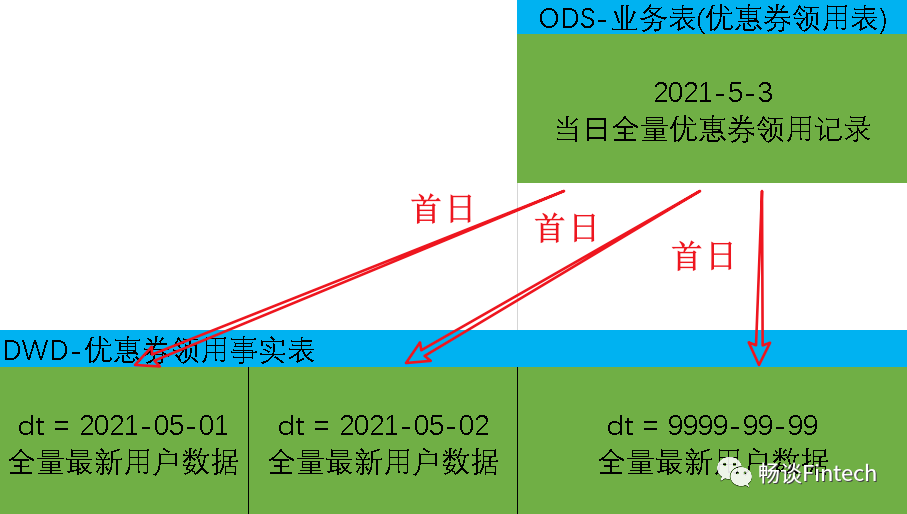 ODS-业务表(优惠券领用表)
2021-5-3
当日全量优惠券领用记录
首日
首日
首日
DWD-优惠券领用事实表
dt = 2021-05-01
全量最新用户数据
dt = 2021-05-02
全量最新用户数据
dt = 9999-99-99
全量最新用户数据
畅谈Fintech